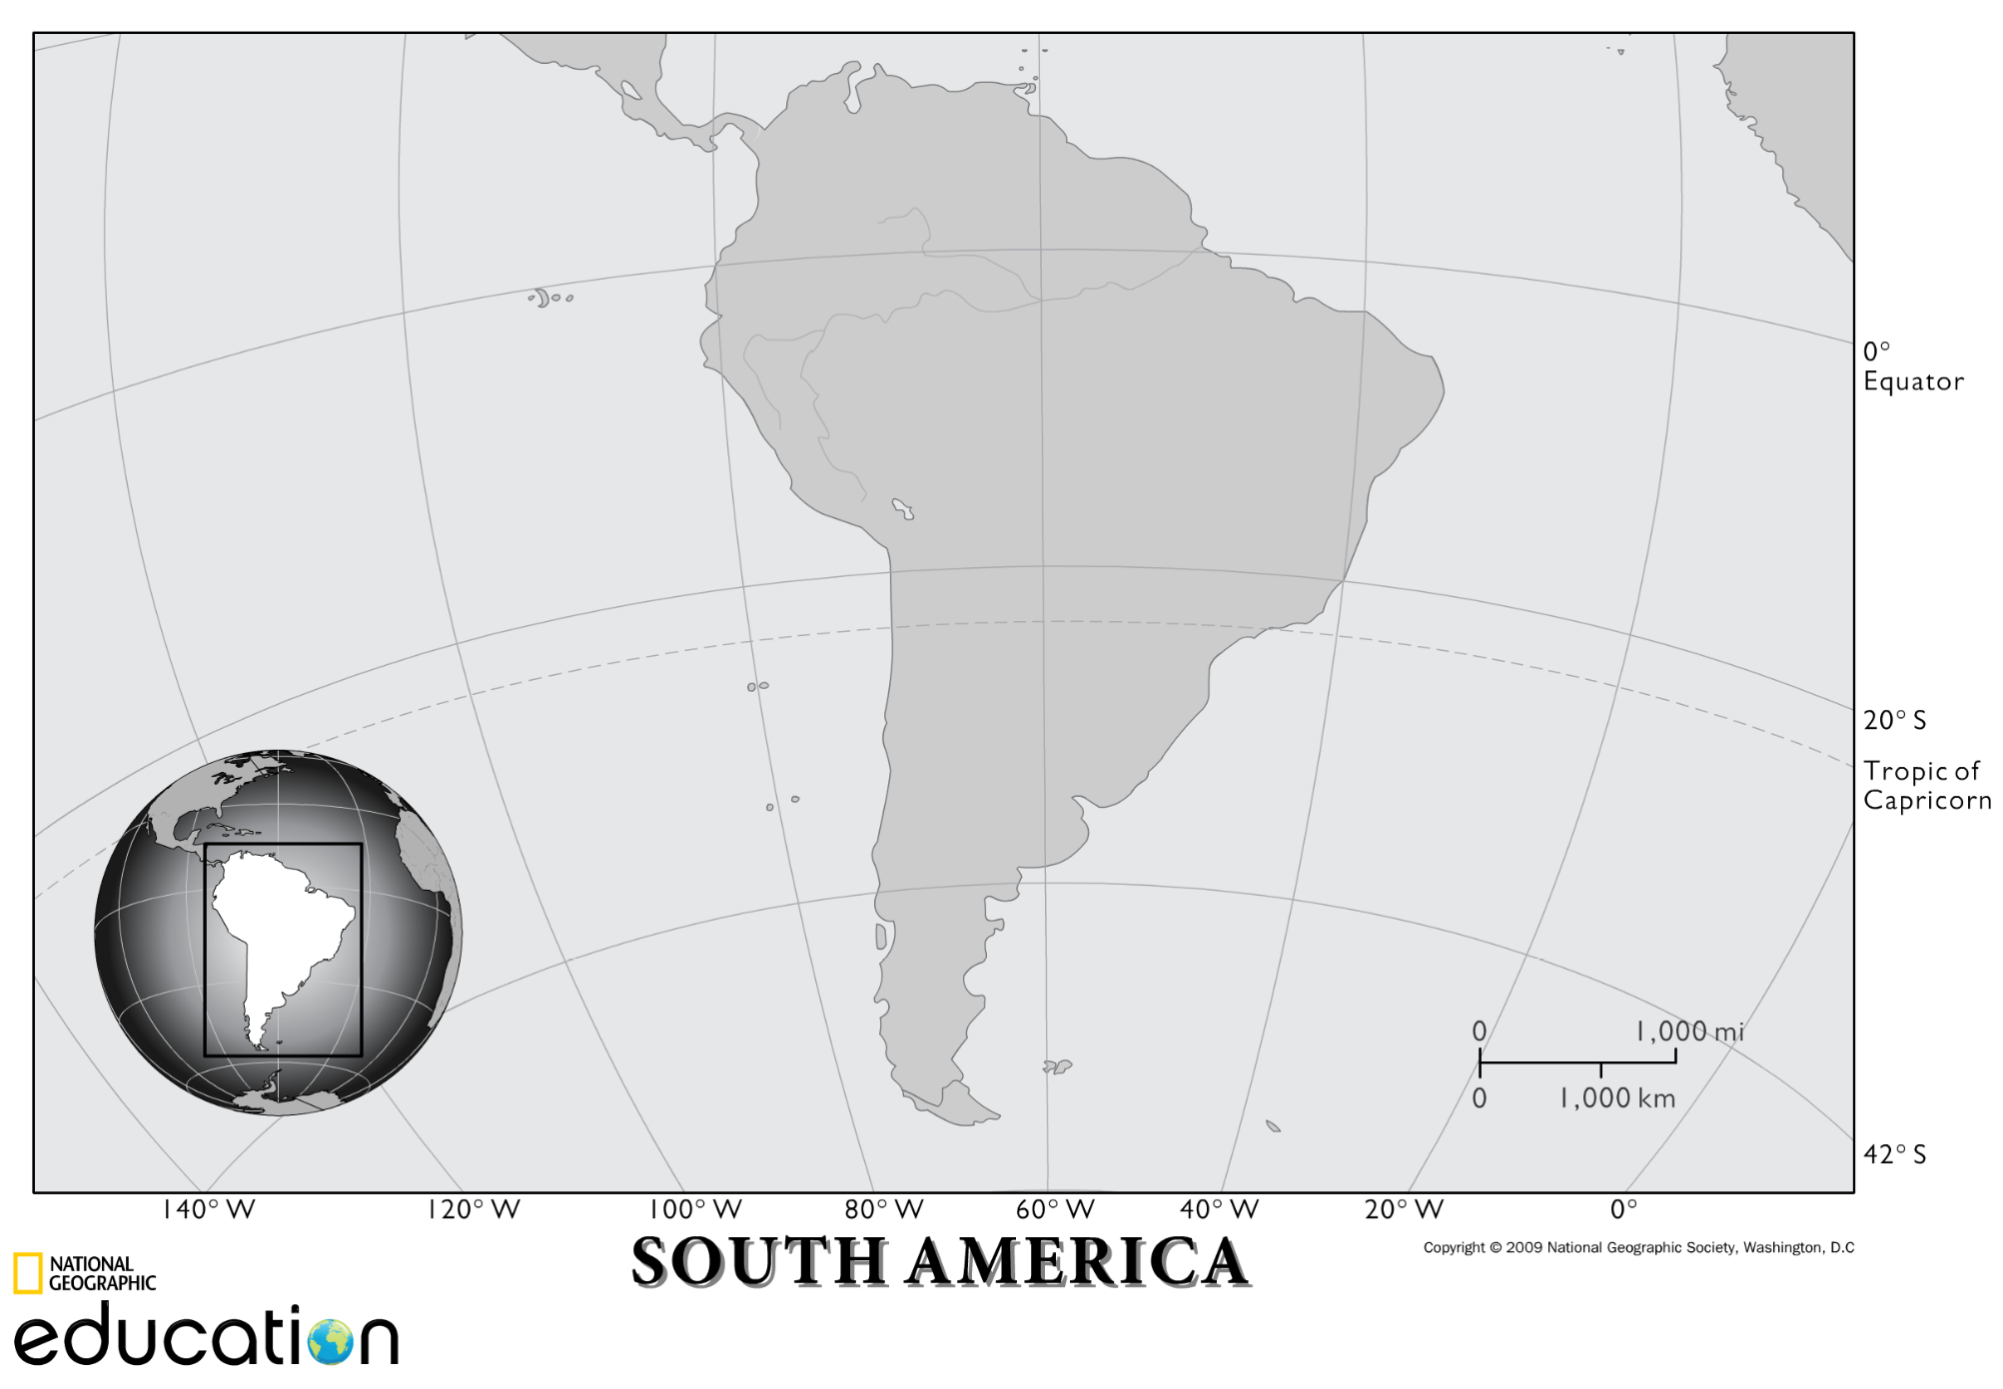 0°
Equator
20° S
Tropic of
Capricorn
0 1,000 mi
0 1,000 km
42° S
140° W 120° W 100° W 80° W 60° W 40° W 20° W 0°
SOUTH AMERICA
Copyright © 2009 National Geographic Society, Washington, D.C
NATIONAL
GEOGRAPHIC
education